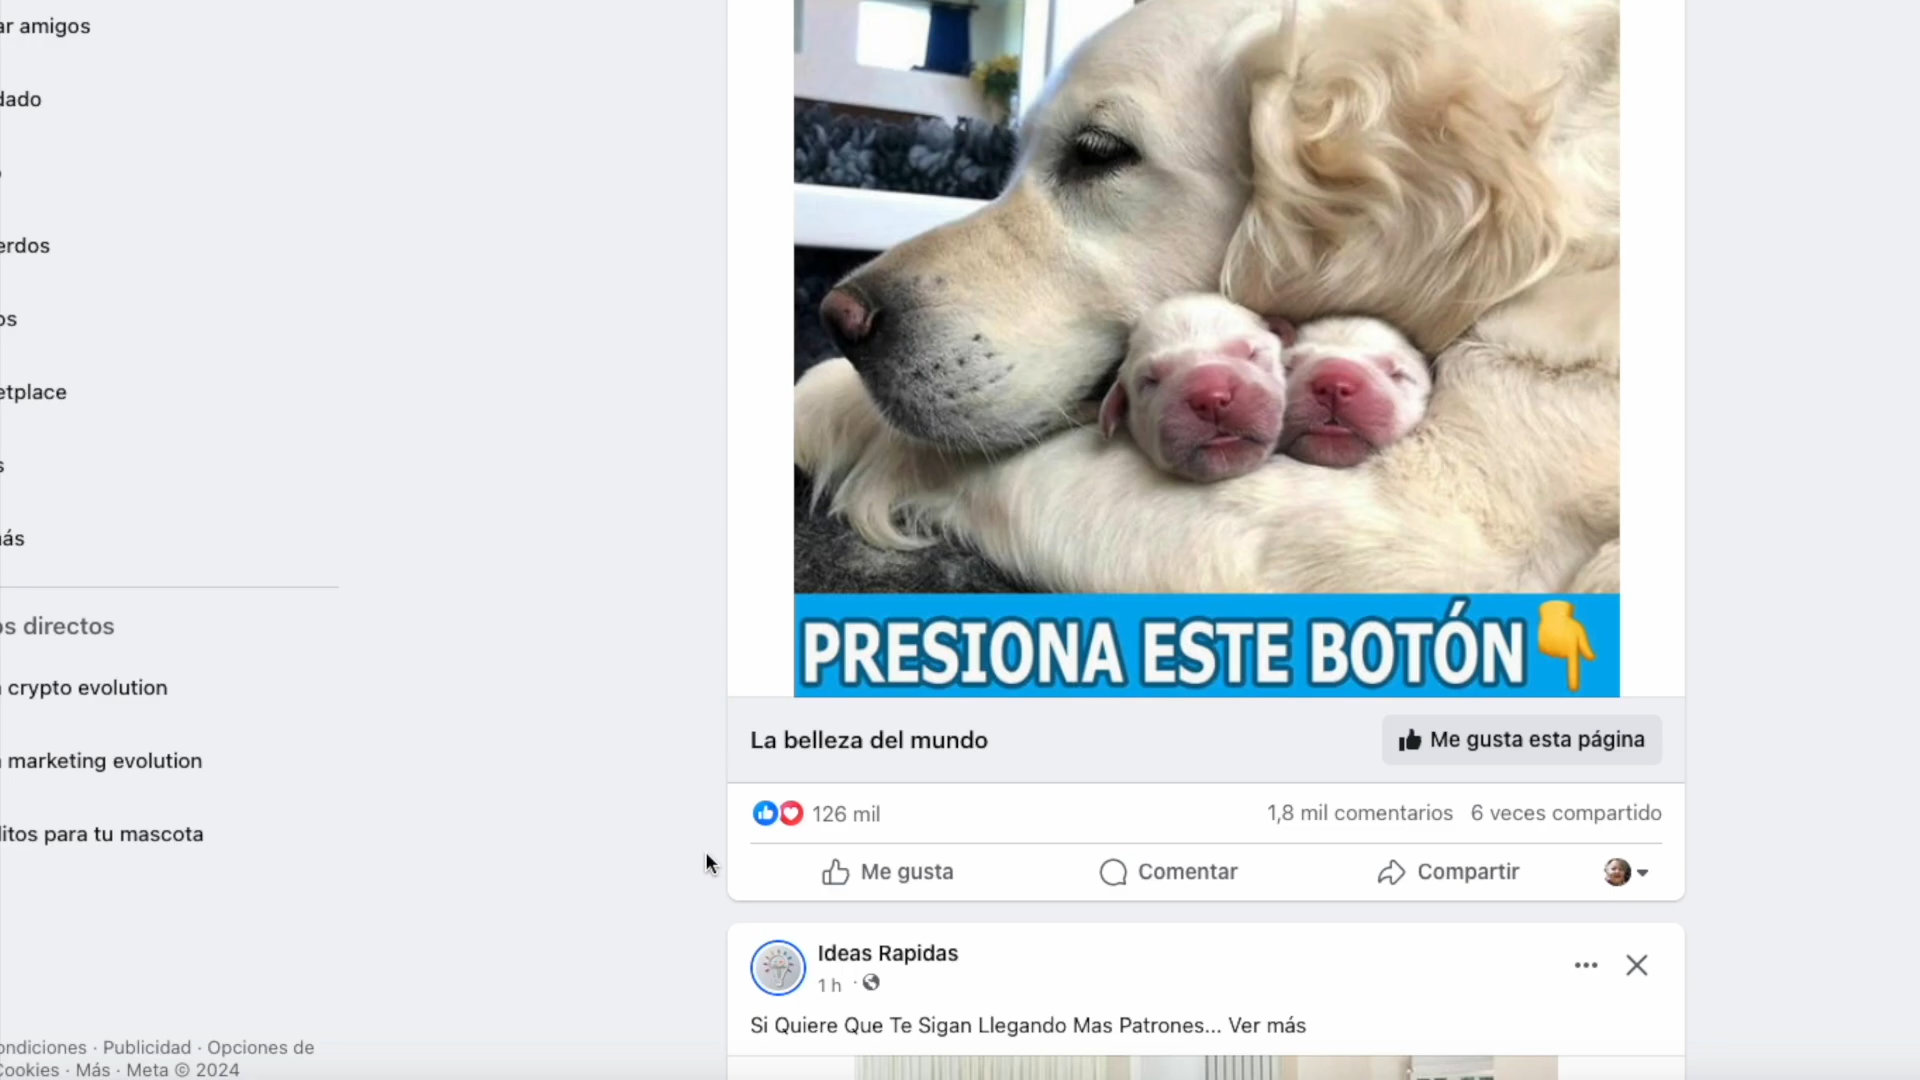 ar amigos
dado
erdos
os
etplace
s
ás
s directos
crypto evolution
marketing evolution
litos para tu mascota
ondiciones · Publicidad · Opciones de
Cookies · Más · Meta © 2024
PRESIONA ESTE BOTÓN
La belleza del mundo
Me gusta esta página
126 mil
1,8 mil comentarios 6 veces compartido
Me gusta
Comentar
Compartir
Ideas Rapidas
1 h ·
Si Quiere Que Te Sigan Llegando Mas Patrones... Ver más